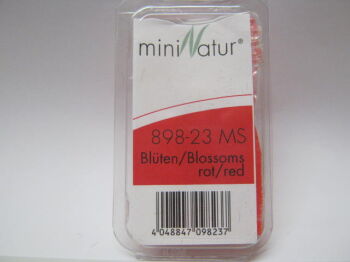 miniNatur®
898-23 MS
Blüten/Blossoms
rot/red
4 048847 098237